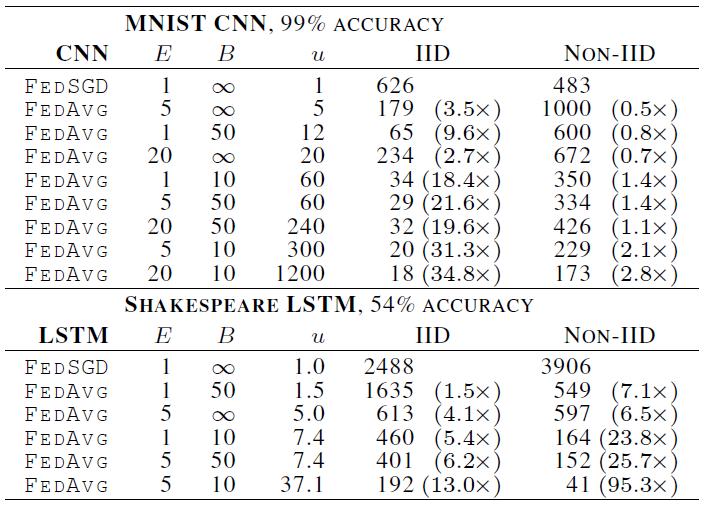 MNIST CNN, 99% ACCURACY
CNN E B u IID NON-IID
FEDSGD 1 ∞ 1 626 483
FEDAVG 5 ∞ 5 179 (3.5×) 1000 (0.5×)
FEDAVG 1 50 12 65 (9.6×) 600 (0.8×)
FEDAVG 20 ∞ 20 234 (2.7×) 672 (0.7×)
FEDAVG 1 10 60 34 (18.4×) 350 (1.4×)
FEDAVG 5 50 60 29 (21.6×) 334 (1.4×)
FEDAVG 20 50 240 32 (19.6×) 426 (1.1×)
FEDAVG 5 10 300 20 (31.3×) 229 (2.1×)
FEDAVG 20 10 1200 18 (34.8×) 173 (2.8×)
SHAKESPEARE LSTM, 54% ACCURACY
LSTM E B u IID NON-IID
FEDSGD 1 ∞ 1.0 2488 3906
FEDAVG 1 50 1.5 1635 (1.5×) 549 (7.1×)
FEDAVG 5 ∞ 5.0 613 (4.1×) 597 (6.5×)
FEDAVG 1 10 7.4 460 (5.4×) 164 (23.8×)
FEDAVG 5 50 7.4 401 (6.2×) 152 (25.7×)
FEDAVG 5 10 37.1 192 (13.0×) 41 (95.3×)